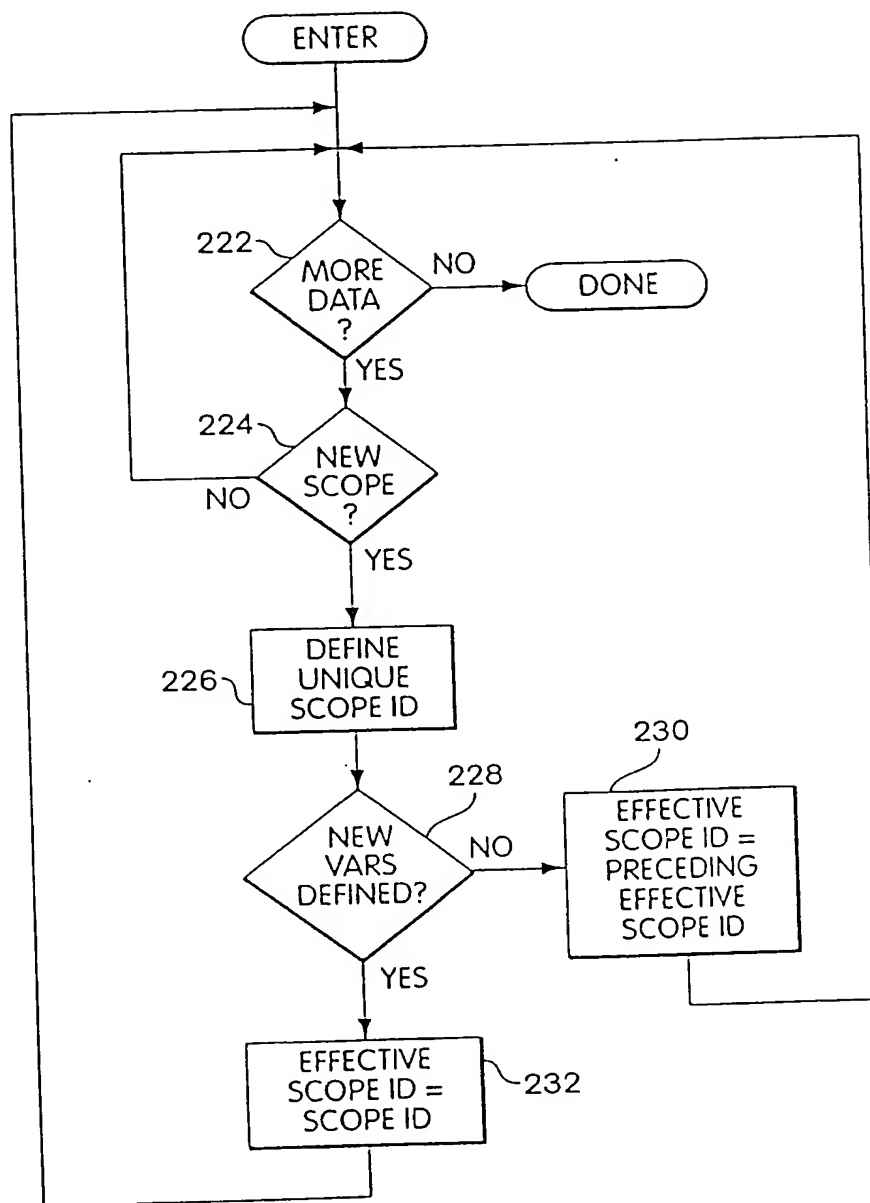 ENTER
222
MORE
DATA
?
NO
DONE
YES
224
NEW
SCOPE
?
NO
YES
226
DEFINE
UNIQUE
SCOPE ID
228
NEW
VARS
DEFINED?
NO
230
EFFECTIVE
SCOPE ID =
PRECEDING
EFFECTIVE
SCOPE ID
YES
EFFECTIVE
SCOPE ID =
SCOPE ID
232